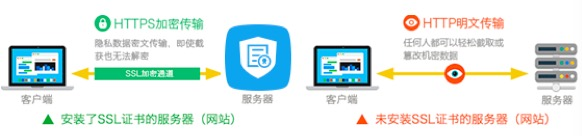 HTTPS加密传输
隐私数据密文传输，即使截
获也无法解密
SSL加密通道
客户端
服务器
▲ 安装了SSL证书的服务器（网站）
HTTP明文传输
任何人都可以轻松截取或
篡改机密数据
客户端
服务器
▲ 未安装SSL证书的服务器（网站）